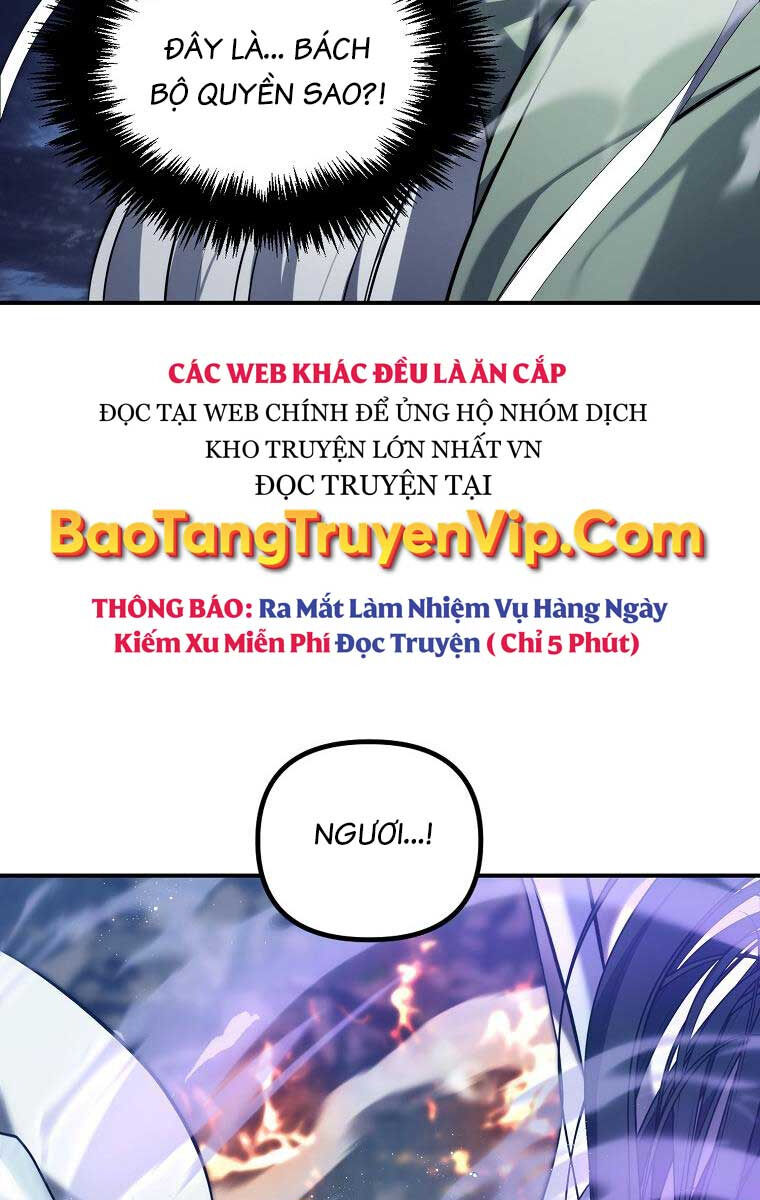 ĐÂY LÀ... BÁCH
BỘ QUYỀN SAO?!
CÁC WEB KHÁC ĐỀU LÀ ĂN CẮP
ĐỌC TẠI WEB CHÍNH ĐỂ ỦNG HỘ NHÓM DỊCH
KHO TRUYỆN LỚN NHẤT VN
ĐỌC TRUYỆN TẠI
BaoTangTruyenVip.Com
THÔNG BÁO: Ra Mắt Làm Nhiệm Vụ Hàng Ngày
Kiếm Xu Miễn Phí Đọc Truyện ( Chỉ 5 Phút)
NGƯƠI...!